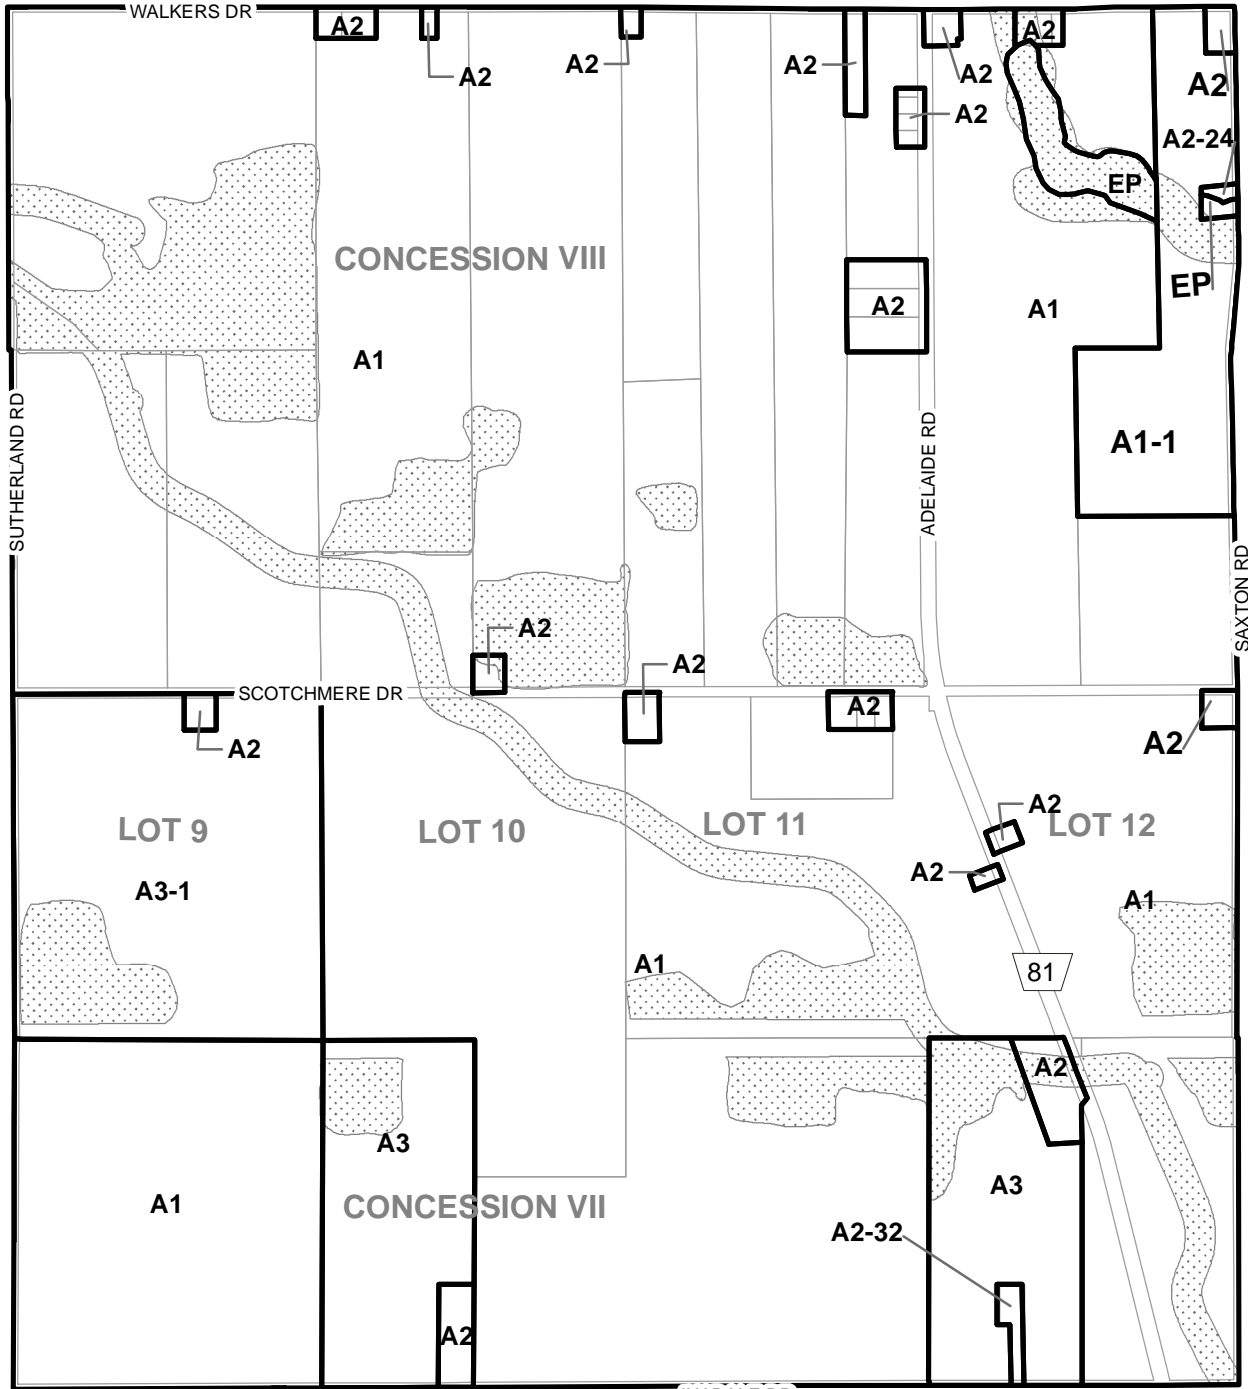 WALKERS DR
A2
A2
A2
A2
A2
A2
A2
A2
A2
A2-24
EP
CONCESSION VIII
EP
A2
A1
A1
SUTHERLAND RD
ADELAIDE RD
A1-1
SAXTON RD
A2
A2
SCOTCHMERE DR
A2
A2
A2
A2
LOT 9
LOT 10
LOT 11
LOT 12
A2
A3-1
A1
A1
81
A2
A3
A3
A1
CONCESSION VII
A2-32
A2